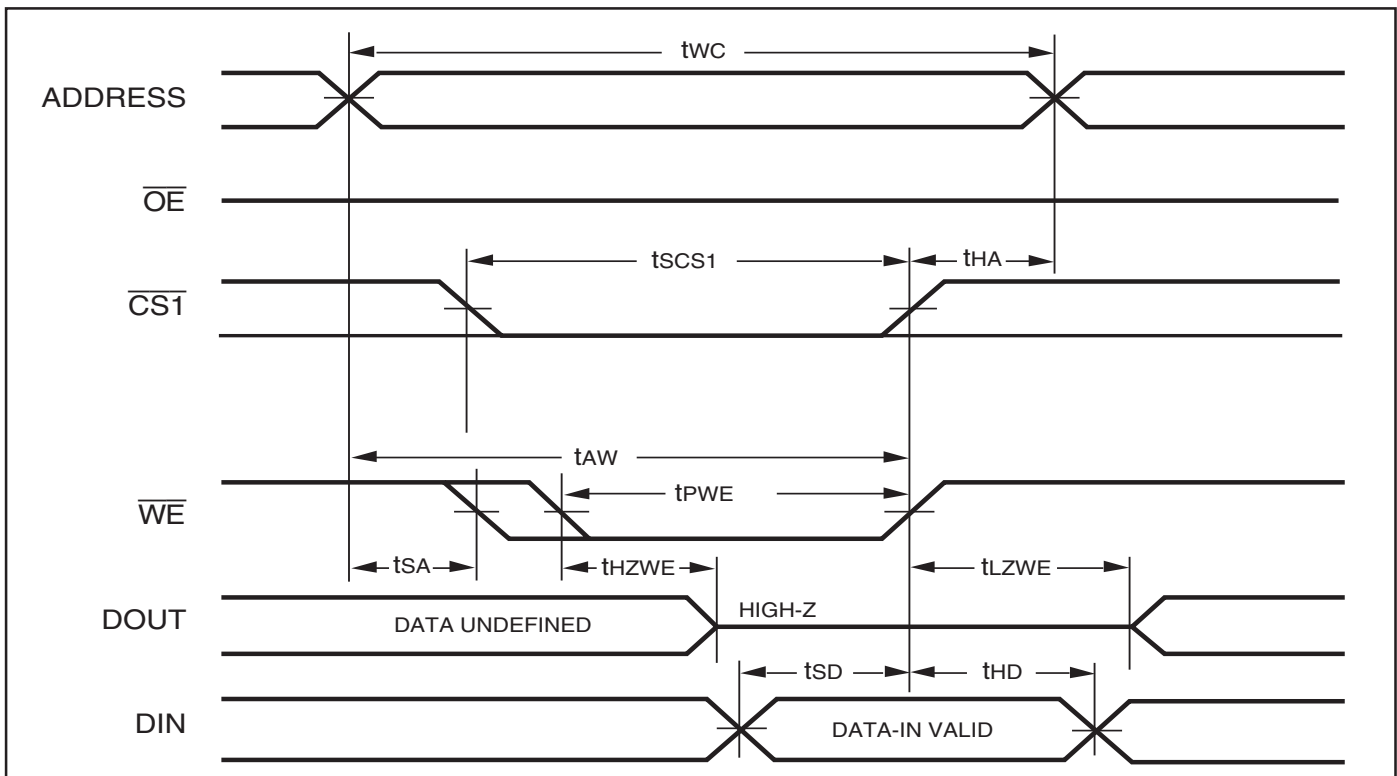 tWC
ADDRESS
OE
tSCS1
tHA
CS1
tAW
tPWE
WE
tSA
tHZWE
tLZWE
DOUT
DATA UNDEFINED
HIGH-Z
tSD
tHD
DIN
DATA-IN VALID